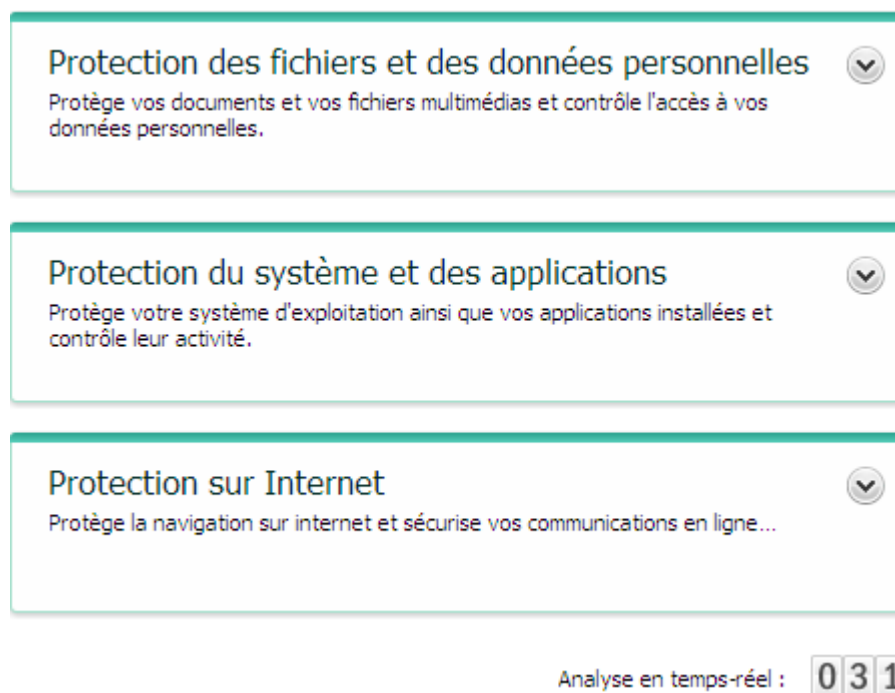 Protection des fichiers et des données personnelles
Protège vos documents et vos fichiers multimédias et contrôle l'accès à vos
données personnelles.
Protection du système et des applications
Protège votre système d'exploitation ainsi que vos applications installées et
contrôle leur activité.
Protection sur Internet
Protège la navigation sur internet et sécurise vos communications en ligne...
Analyse en temps-réel : 031